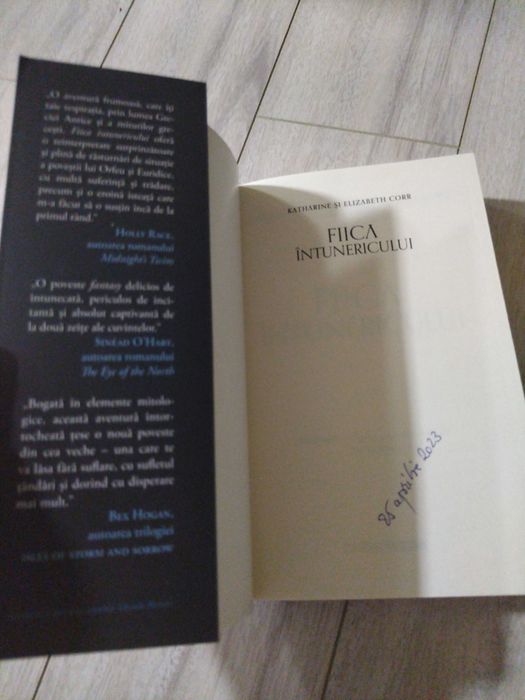 „O aventură frumoasă, care îți
taie respirația, prin lumea Gre-
ciei Antice și a miturilor gre-
cești. Fiica întunericului oferă
o reinterpretare surprinzătoare
și plină de răsturnări de situație
a poveștii lui Orfeu și Euridice,
cu multă suferință și trădare,
precum și o eroină isteață care
m-a făcut să o susțin încă de la
primul rând.”
HOLLY RACE,
autoarea romanului
Midnight's Twins
„O poveste fantasy delicios de
întunecată, periculos de inci-
tantă și absolut captivantă de
la două zeițe ale cuvintelor.”
SINÉAD O'HART,
autoarea romanului
The Eye of the North
„Bogată în elemente mitolo-
gice, această aventură întor-
tocheată țese o nouă poveste
din cea veche – una care te
va lăsa fără suflare, cu sufletul
țăndări și dorind cu disperare
mai mult.”
BEX HOGAN,
autoarea trilogiei
ISLES OF STORM AND SORROW
KATHARINE ȘI ELIZABETH CORR
FIICA
ÎNTUNERICULUI
25 aprilie 2023